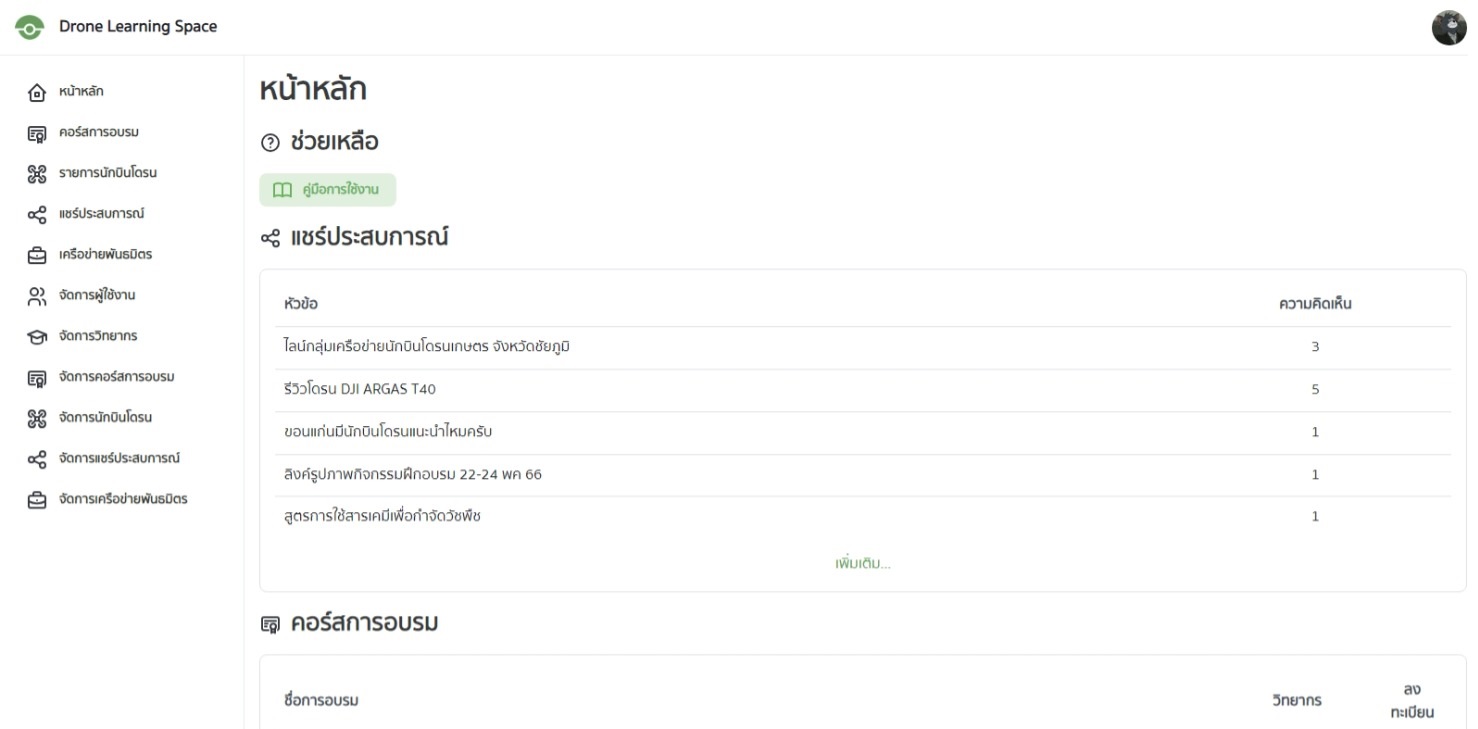 Drone Learning Space
หน้าหลัก
คอร์สการอบรม
รายการนักบินโดรน
แชร์ประสบการณ์
เครือข่ายพันธมิตร
จัดการผู้ใช้งาน
จัดการวิทยากร
จัดการคอร์สการอบรม
จัดการนักบินโดรน
จัดการแชร์ประสบการณ์
จัดการเครือข่ายพันธมิตร
หน้าหลัก
ช่วยเหลือ
คู่มือการใช้งาน
แชร์ประสบการณ์
หัวข้อ ความคิดเห็น
ไลน์กลุ่มเครือข่ายนักบินโดรนเกษตร จังหวัดชัยภูมิ 3
รีวิวโดรน DJI ARGAS T40 5
ขอนแก่นมีนักบินโดรนแนะนำไหมครับ 1
ลิงค์รูปภาพกิจกรรมฝึกอบรม 22-24 พค 66 1
สูตรการใช้สารเคมีเพื่อกำจัดวัชพืช 1
เพิ่มเติม...
คอร์สการอบรม
ชื่อการอบรม วิทยากร ลง
ทะเบียน